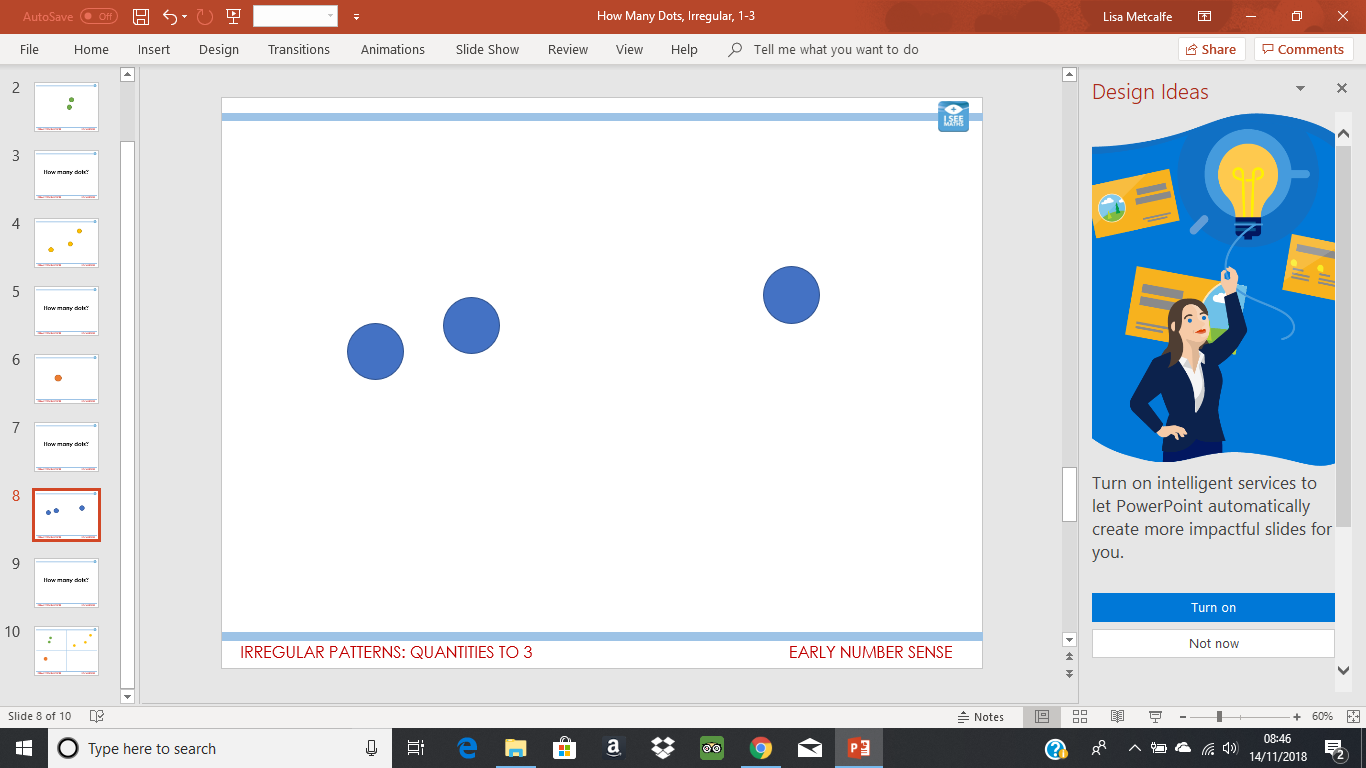 AutoSave Off
How Many Dots, Irregular, 1-3
Lisa Metcalfe
File Home Insert Design Transitions Animations Slide Show Review View Help Tell me what you want to do
Share Comments
2
3
How many dots?
4
5
How many dots?
6
7
How many dots?
8
9
How many dots?
10
I SEE
MATHS
IRREGULAR PATTERNS: QUANTITIES TO 3 EARLY NUMBER SENSE
Design Ideas
Turn on intelligent services to
let PowerPoint automatically
create more impactful slides for
you.
Turn on
Not now
Slide 8 of 10
Notes
60%
Type here to search
08:46
14/11/2018
2